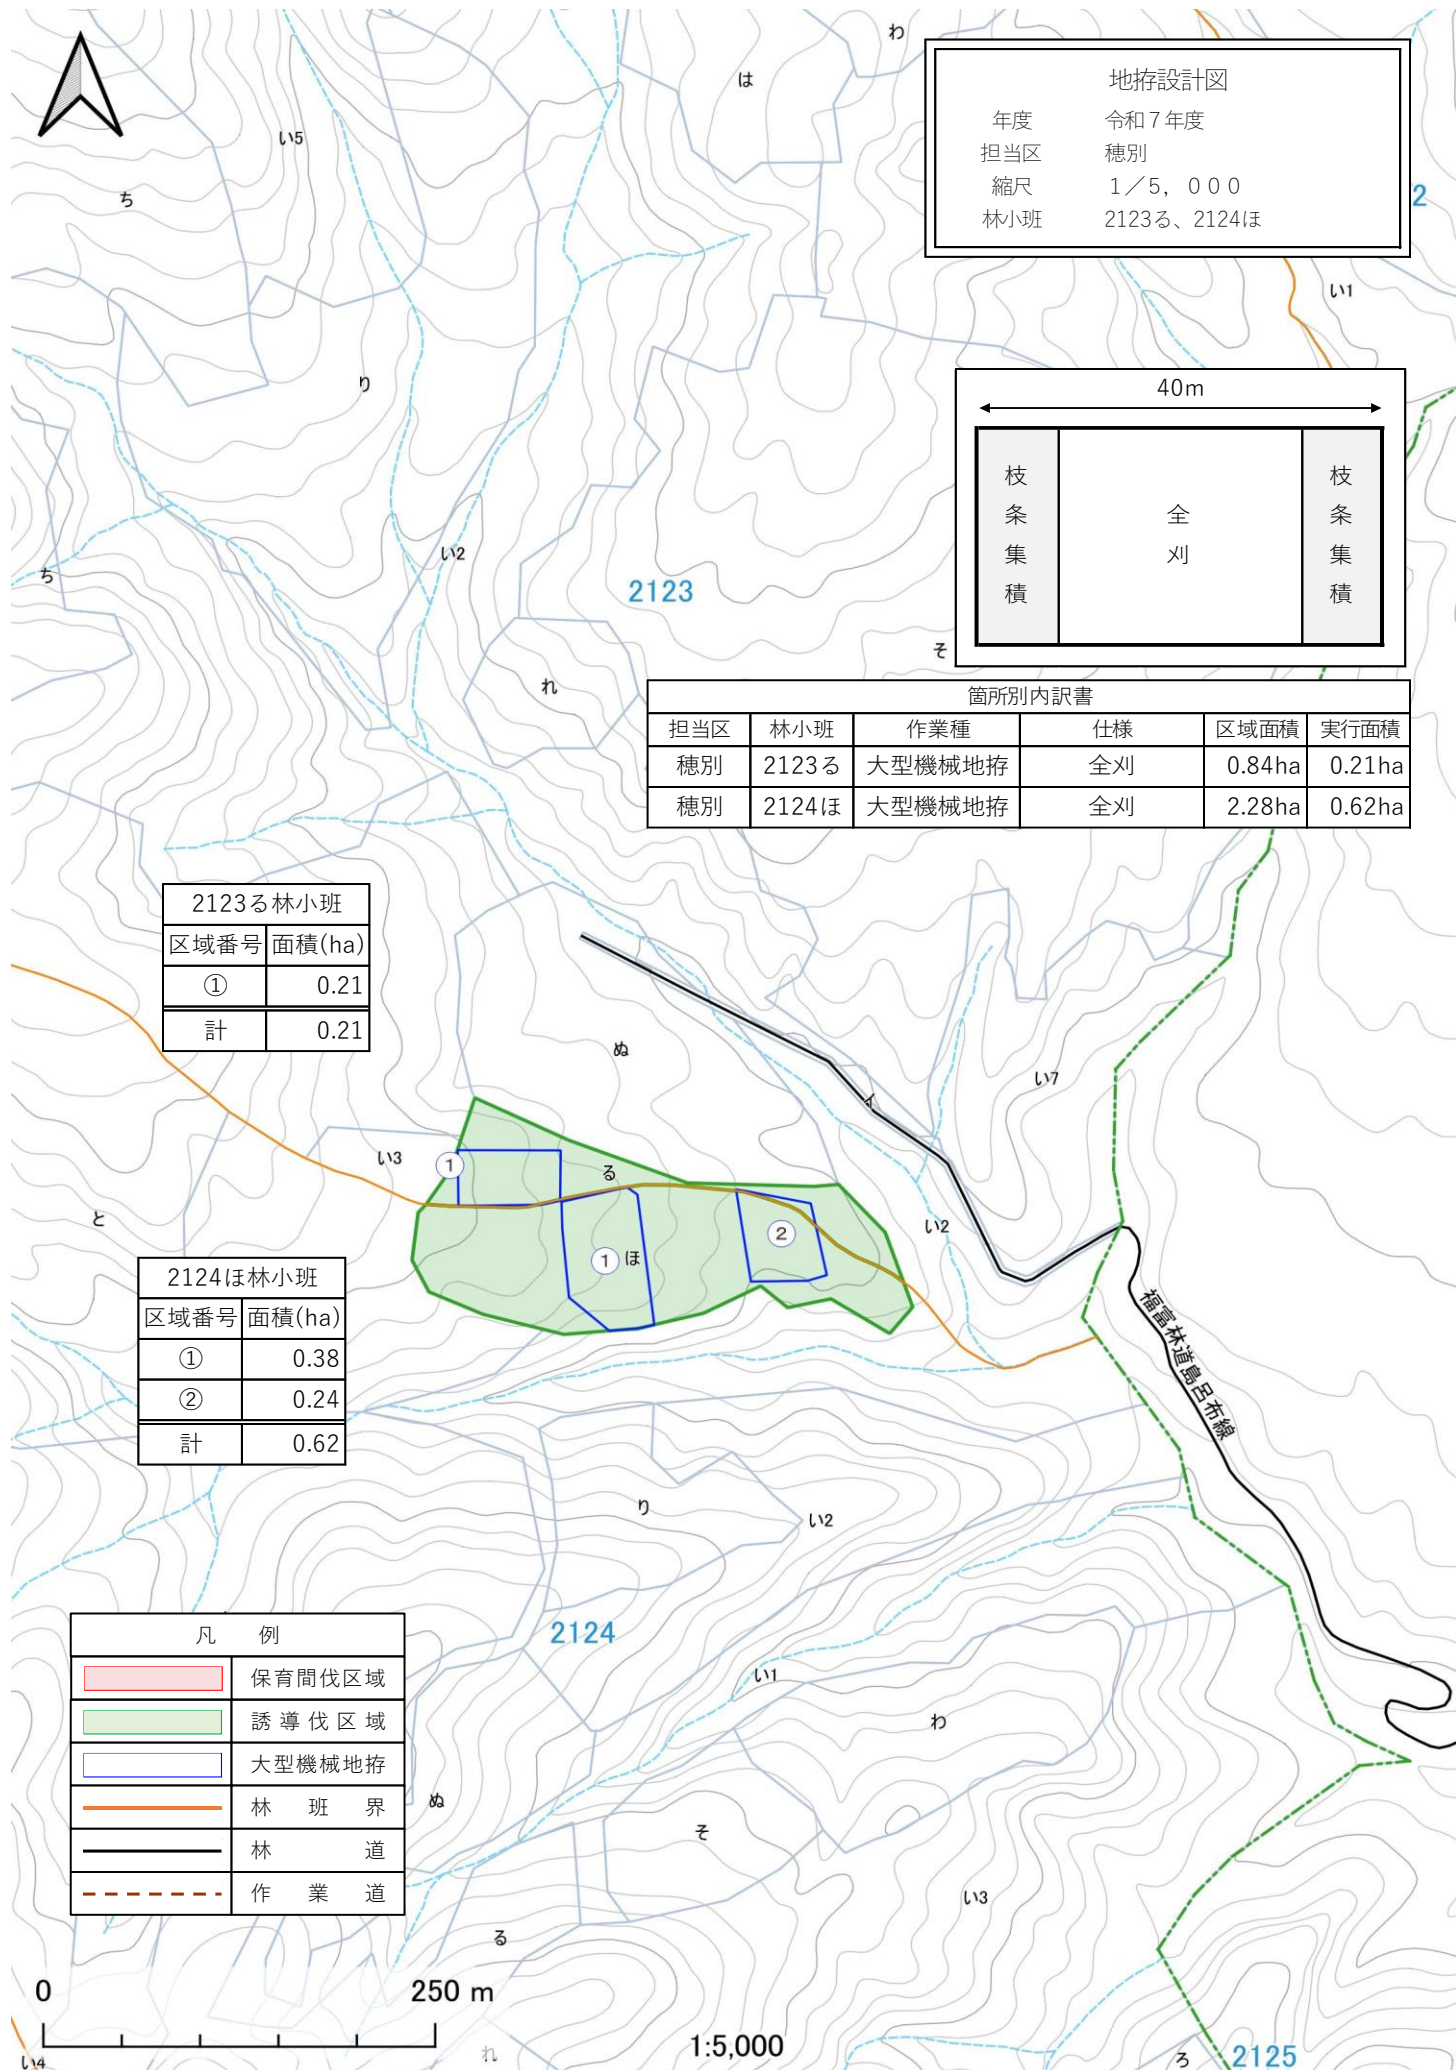 地拵設計図
年度 令和７年度
担当区 穂別
縮尺 １／５，０００
林小班 2123る、2124ほ
わ
は
い5
ち
2
い1
り
40m
枝条集積
全刈
枝条集積
い2
ち
2123
そ
れ
箇所別内訳書
担当区 林小班 作業種 仕様 区域面積 実行面積
穂別 2123る 大型機械地拵 全刈 0.84ha 0.21ha
穂別 2124ほ 大型機械地拵 全刈 2.28ha 0.62ha
2123る林小班
区域番号 面積(ha)
① 0.21
計 0.21
ぬ
い7
イ
い3
①
る
と
い2
②
① ほ
2124ほ林小班
区域番号 面積(ha)
① 0.38
② 0.24
計 0.62
福富林道島呂布線
り
い2
2124
凡 例
保育間伐区域
誘導伐区域
大型機械地拵
林班界
林道
作業道
い1
わ
ぬ
そ
い3
る
0 250 m
1:5,000
い4
れ
ろ
2125